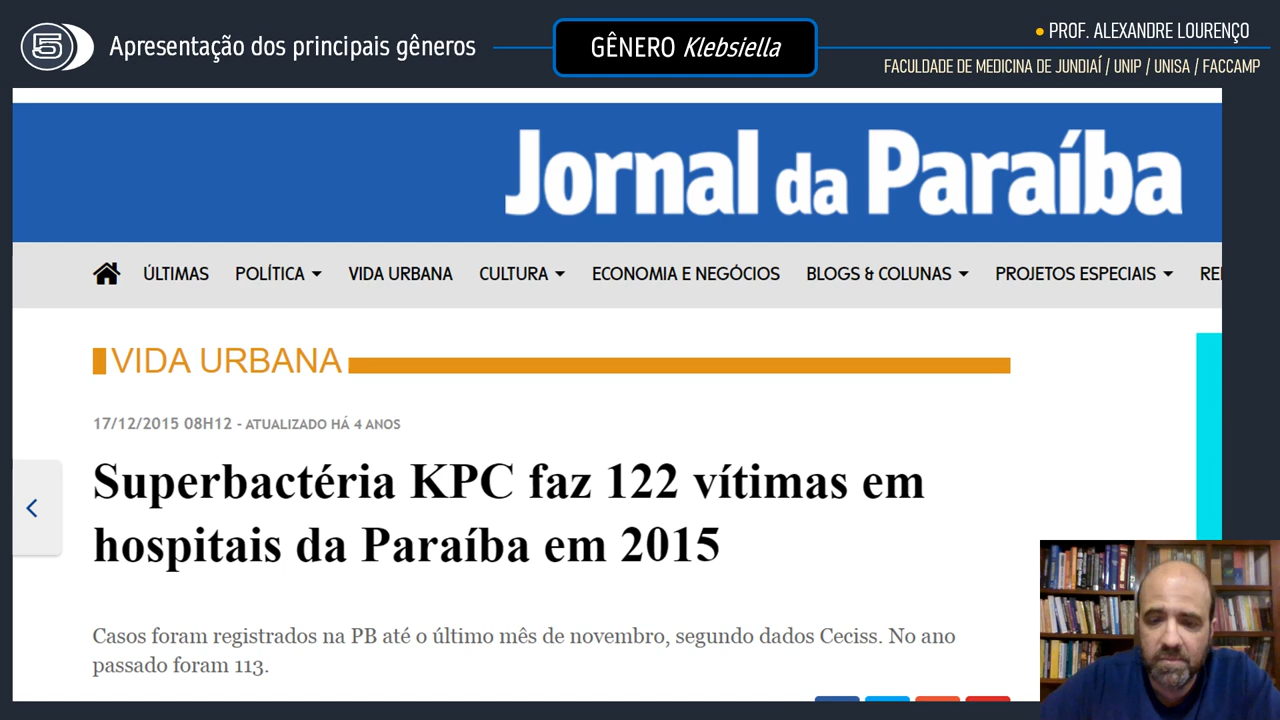 5
Apresentação dos principais gêneros
GÊNERO Klebsiella
• PROF. ALEXANDRE LOURENÇO
FACULDADE DE MEDICINA DE JUNDIAÍ / UNIP / UNISA / FACCAMP
Jornal da Paraíba
ÚLTIMAS POLÍTICA VIDA URBANA CULTURA ECONOMIA E NEGÓCIOS BLOGS & COLUNAS PROJETOS ESPECIAIS
VIDA URBANA
17/12/2015 08H12 - ATUALIZADO HÁ 4 ANOS
Superbactéria KPC faz 122 vítimas em
hospitais da Paraíba em 2015
Casos foram registrados na PB até o último mês de novembro, segundo dados Ceciss. No ano
passado foram 113.